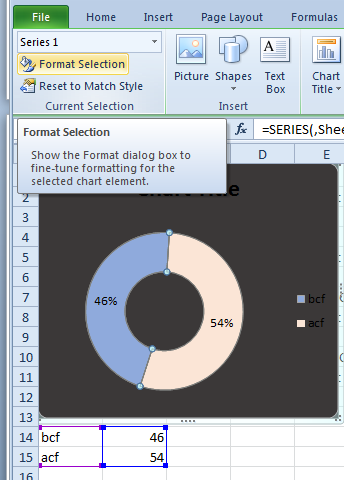 File Home Insert Page Layout Formulas
Series 1
Format Selection
Reset to Match Style
Current Selection
Picture Shapes Text Box Chart Title
Insert
Format Selection
Show the Format dialog box to
fine-tune formatting for the
selected chart element.
fx =SERIES(,Shee
D E
2
3
4
5
6
7
8
9
10
11
12
13
46%
54%
bcf
acf
14 bcf 46
15 acf 54
16